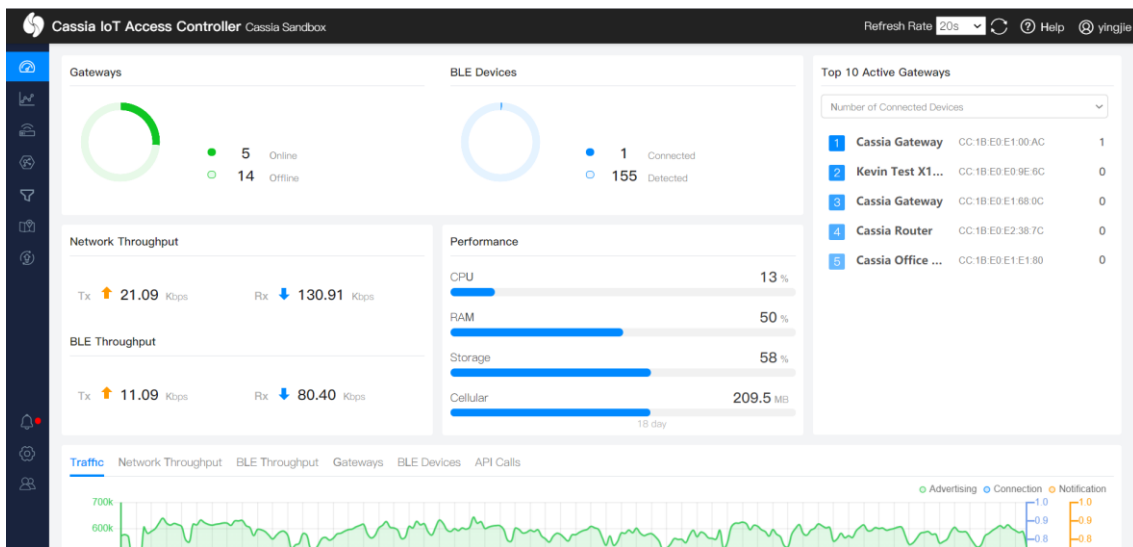 Cassia IoT Access Controller Cassia Sandbox
Refresh Rate 20s Help yingjie
Gateways
5 Online
14 Offline
BLE Devices
1 Connected
155 Detected
Top 10 Active Gateways
Number of Connected Devices
1 Cassia Gateway CC:1B:E0:E1:00:AC 1
2 Kevin Test X1... CC:1B:E0:E0:9E:6C 0
3 Cassia Gateway CC:1B:E0:E1:68:0C 0
4 Cassia Router CC:1B:E0:E2:38:7C 0
5 Cassia Office ... CC:1B:E0:E1:E1:80 0
Network Throughput
Tx 21.09 Kbps Rx 130.91 Kbps
BLE Throughput
Tx 11.09 Kbps Rx 80.40 Kbps
Performance
CPU 13 %
RAM 50 %
Storage 58 %
Cellular 209.5 MB
18 day
Traffic Network Throughput BLE Throughput Gateways BLE Devices API Calls
Advertising Connection Notification
700k 1.0 1.0
600k 0.9 0.9
0.8 0.8